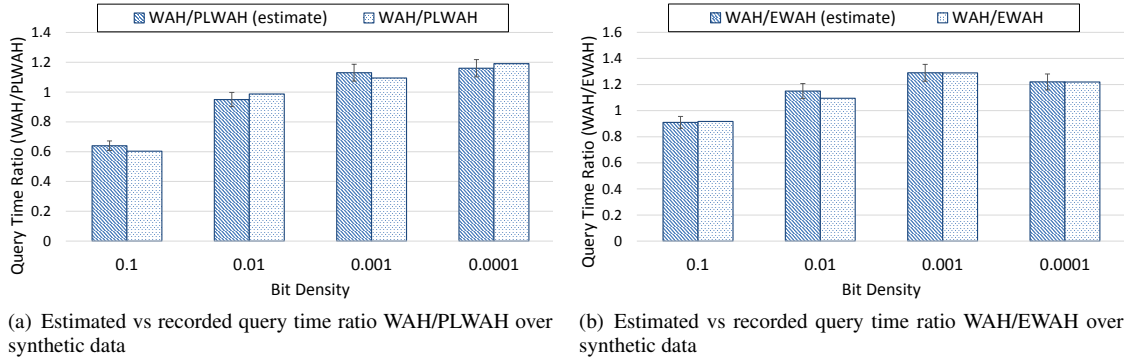 WAH/PLWAH (estimate) WAH/PLWAH
Query Time Ratio (WAH/PLWAH)
1.4
1.2
1
0.8
0.6
0.4
0.2
0
0.1 0.01 0.001 0.0001
Bit Density
(a) Estimated vs recorded query time ratio WAH/PLWAH over
synthetic data
WAH/EWAH (estimate) WAH/EWAH
Query Time Ratio (WAH/EWAH)
1.6
1.4
1.2
1
0.8
0.6
0.4
0.2
0
0.1 0.01 0.001 0.0001
Bit Density
(b) Estimated vs recorded query time ratio WAH/EWAH over
synthetic data